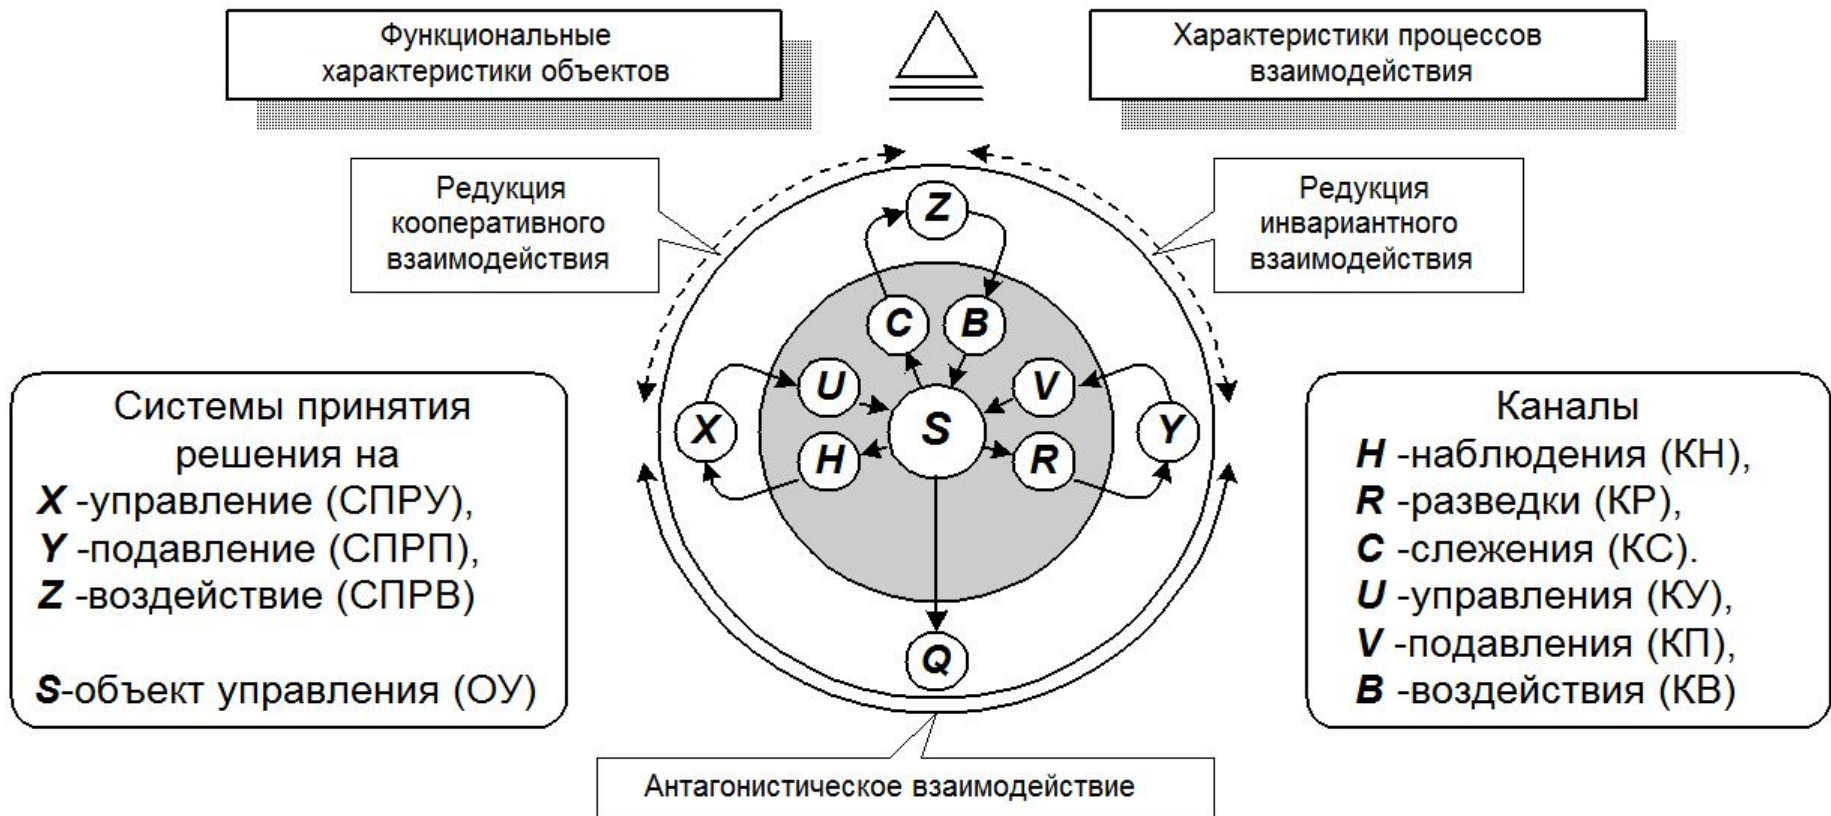 Функциональные
характеристики объектов
Характеристики процессов
взаимодействия
Редукция
кооперативного
взаимодействия
Редукция
инвариантного
взаимодействия
Z
C
B
U
V
X
S
Y
H
R
Q
Системы принятия
решения на
X -управление (СПРУ),
Y -подавление (СПРП),
Z -воздействие (СПРВ)
S-объект управления (ОУ)
Каналы
H -наблюдения (КН),
R -разведки (КР),
C -слежения (КС).
U -управления (КУ),
V -подавления (КП),
B -воздействия (КВ)
Антагонистическое взаимодействие